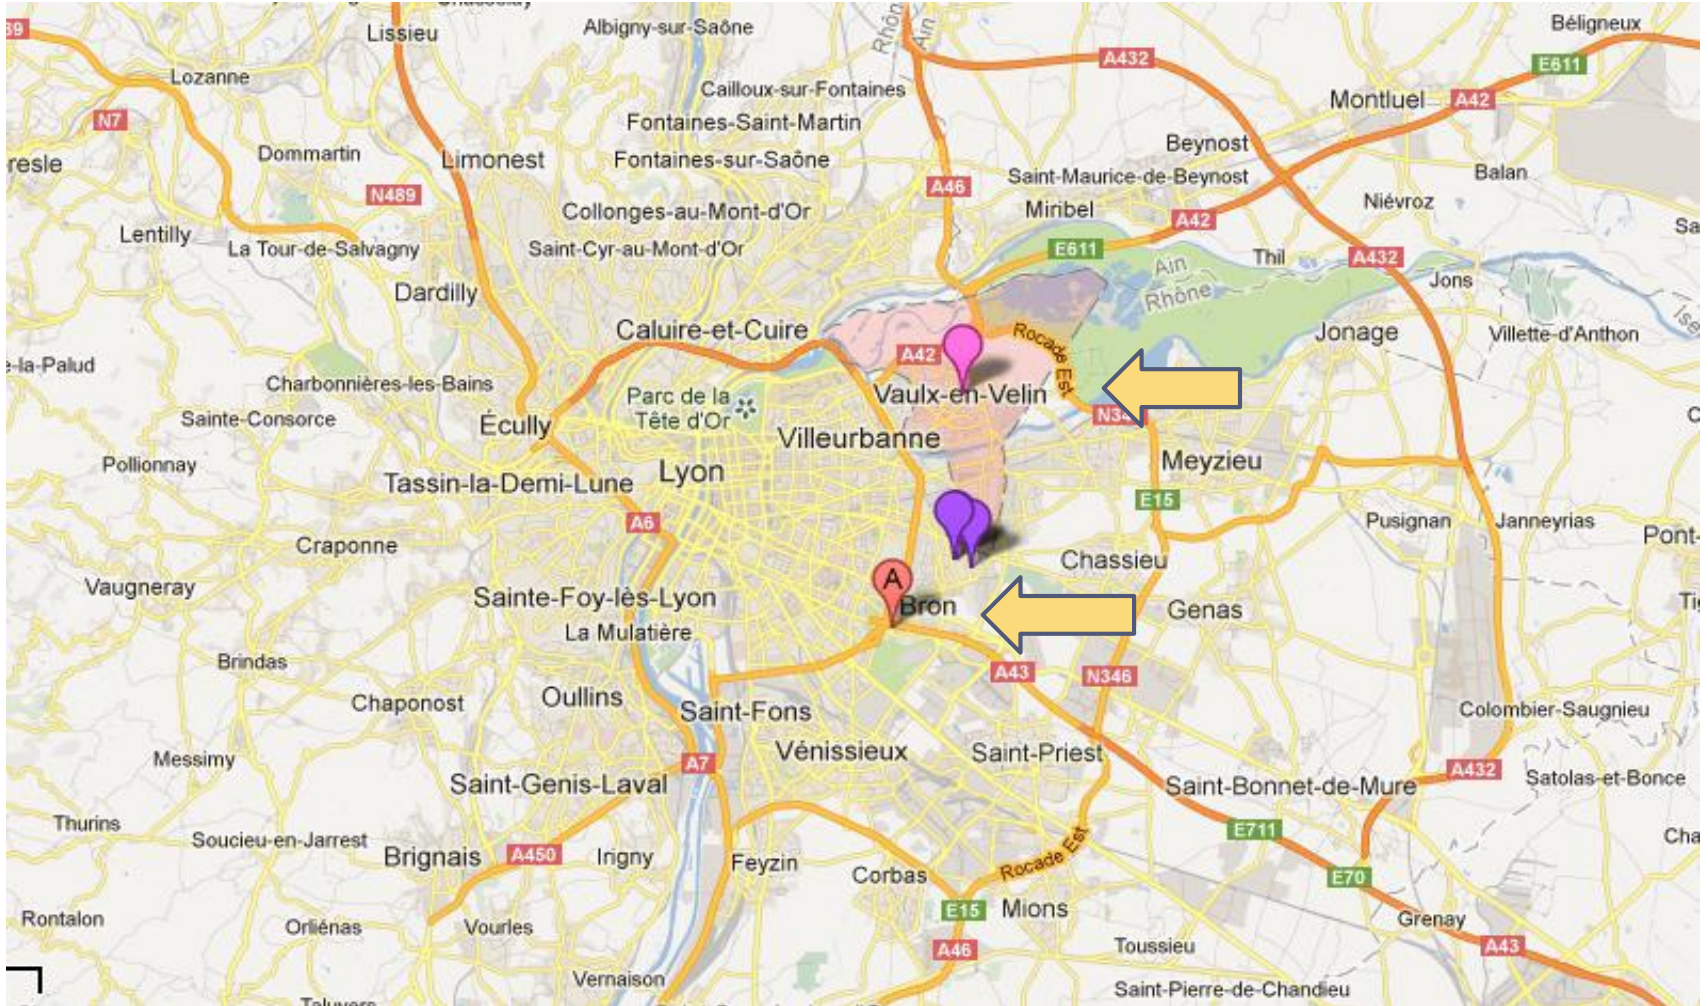 Lissieu
Albigny-sur-Saône
Rhône
Ain
Béligneux
A432
E611
Lozanne
Cailloux-sur-Fontaines
Montluel
A42
N7
Fontaines-Saint-Martin
Beynost
Dommartin
Limonest
Fontaines-sur-Saône
Saint-Maurice-de-Beynost
Balan
N489
A46
Collonges-au-Mont-d'Or
Miribel
A42
Niévroz
Lentilly
La Tour-de-Salvagny
Saint-Cyr-au-Mont-d'Or
E611
Thil
A432
Ain
Rhône
Jons
Dardilly
Caluire-et-Cuire
Rocade Est
Jonage
Villette-d'Anthon
A42
Charbonnières-les-Bains
Parc de la
Tête d'Or
Vaulx-en-Velin
Sainte-Consorce
Écully
Villeurbanne
Pollionnay
Lyon
Meyzieu
Tassin-la-Demi-Lune
E15
A6
Pusignan
Janneyrias
Craponne
Chassieu
Vaugneray
A
Sainte-Foy-lès-Lyon
Bron
Genas
La Mulatière
Brindas
A43
N346
Chaponost
Oullins
Saint-Fons
Colombier-Saugnieu
Messimy
Vénissieux
Saint-Priest
A7
A432
Satolas-et-Bonce
Saint-Genis-Laval
Saint-Bonnet-de-Mure
Thurins
Soucieu-en-Jarrest
E711
Brignais
A450
Irigny
Feyzin
Corbas
Rocade Est
E70
Rontalon
Orliénas
Vourles
E15
Mions
Grenay
A46
Toussieu
A43
Vernaison
Saint-Pierre-de-Chandieu